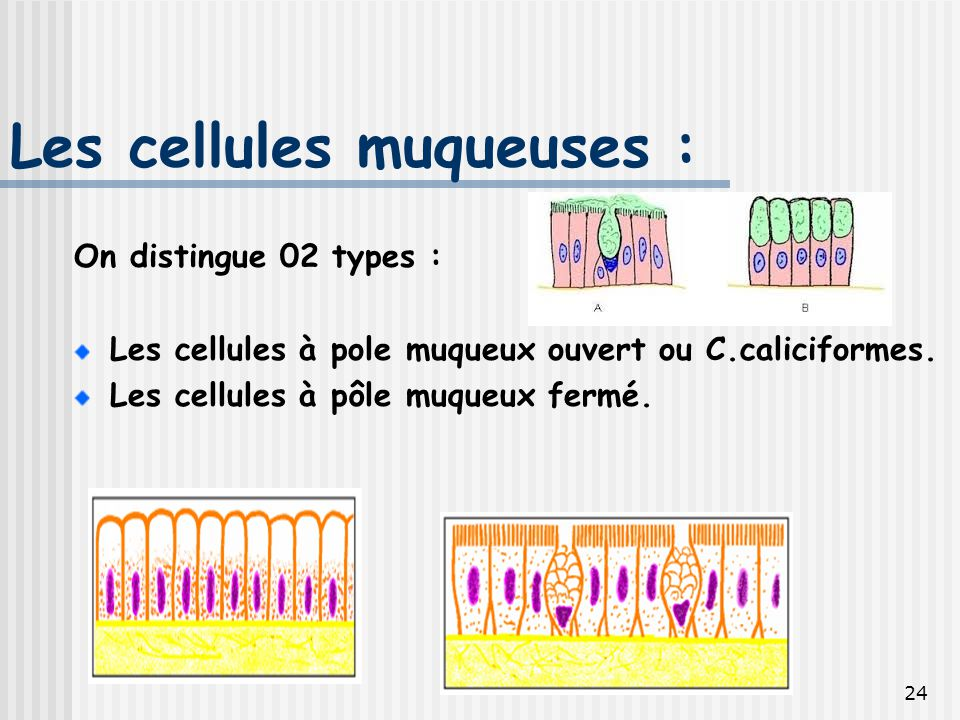 Les cellules muqueuses :
On distingue 02 types :
A B
Les cellules à pole muqueux ouvert ou C.caliciformes.
Les cellules à pôle muqueux fermé.
24